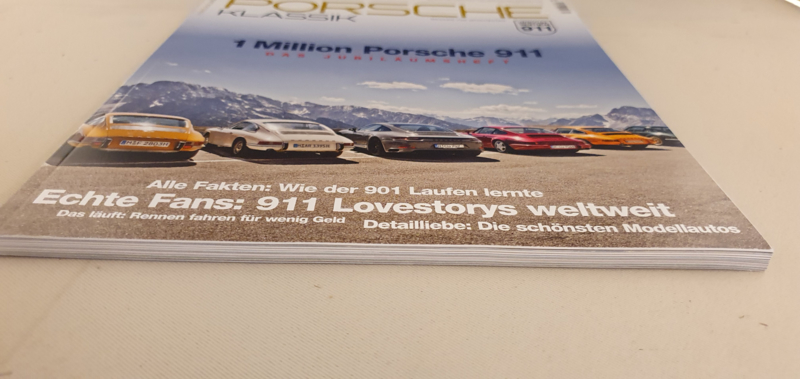 PORSCHE
KLASSIK
911
1 Million Porsche 911
DAS JUBILÄUMSHEFT
Alle Fakten: Wie der 901 Laufen lernte
Echte Fans: 911 Lovestorys weltweit
Das läuft: Rennen fahren für wenig Geld
Detailliebe: Die schönsten Modellautos